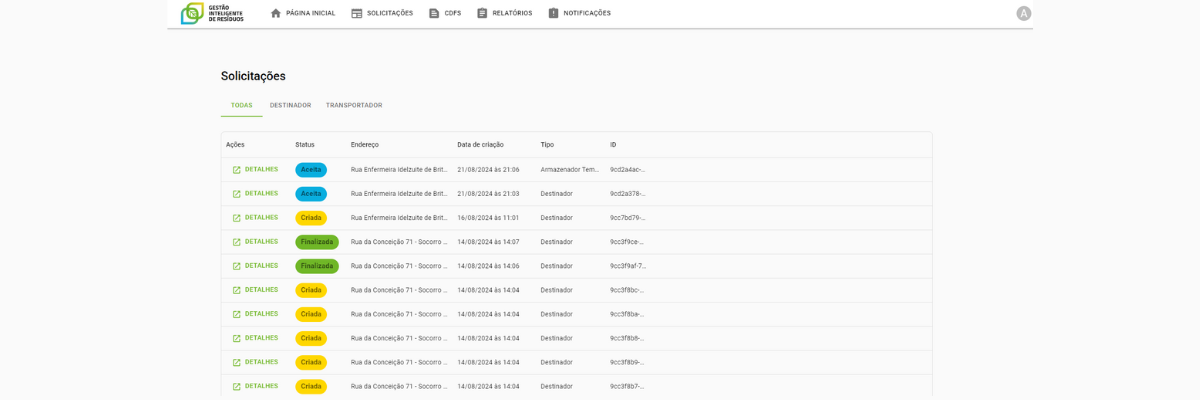 GESTÃO
INTELIGENTE
DE RESÍDUOS
PÁGINA INICIAL SOLICITAÇÕES CDFS RELATÓRIOS NOTIFICAÇÕES A
Solicitações
TODAS DESTINADOR TRANSPORTADOR
Ações Status Endereço Data de criação Tipo ID
DETALHES Aceita Rua Enfermeira Idelzuite de Brit... 21/08/2024 às 21:06 Armazenador Tem... 9cd2a4ac-...
DETALHES Aceita Rua Enfermeira Idelzuite de Brit... 21/08/2024 às 21:03 Destinador 9cd2a378-...
DETALHES Criada Rua Enfermeira Idelzuite de Brit... 16/08/2024 às 11:01 Destinador 9cc7bd79-...
DETALHES Finalizada Rua da Conceição 71 - Socorro ... 14/08/2024 às 14:07 Destinador 9cc3f9ce-...
DETALHES Finalizada Rua da Conceição 71 - Socorro ... 14/08/2024 às 14:06 Destinador 9cc3f9af-7...
DETALHES Criada Rua da Conceição 71 - Socorro ... 14/08/2024 às 14:04 Destinador 9cc3f8bc-...
DETALHES Criada Rua da Conceição 71 - Socorro ... 14/08/2024 às 14:04 Destinador 9cc3f8ba-...
DETALHES Criada Rua da Conceição 71 - Socorro ... 14/08/2024 às 14:04 Destinador 9cc3f8b8-...
DETALHES Criada Rua da Conceição 71 - Socorro ... 14/08/2024 às 14:04 Destinador 9cc3f8b9-...
DETALHES Criada Rua da Conceição 71 - Socorro ... 14/08/2024 às 14:04 Destinador 9cc3f8b7-...